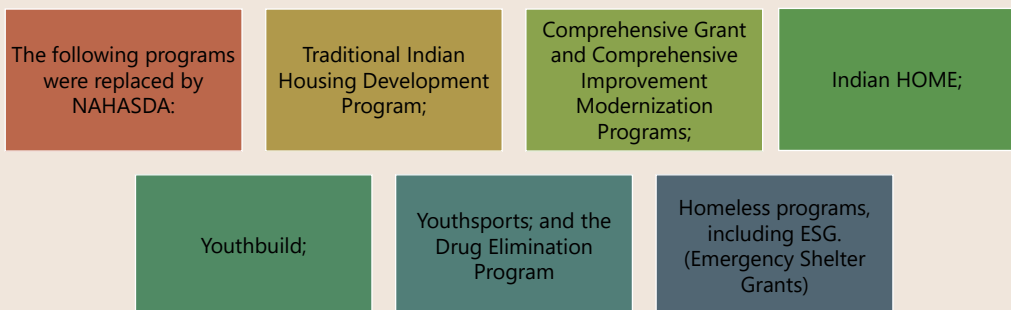 The following programs
were replaced by
NAHASDA:
Traditional Indian
Housing Development
Program;
Comprehensive Grant
and Comprehensive
Improvement
Modernization
Programs;
Indian HOME;
Youthbuild;
Youthsports; and the
Drug Elimination
Program
Homeless programs,
including ESG.
(Emergency Shelter
Grants)